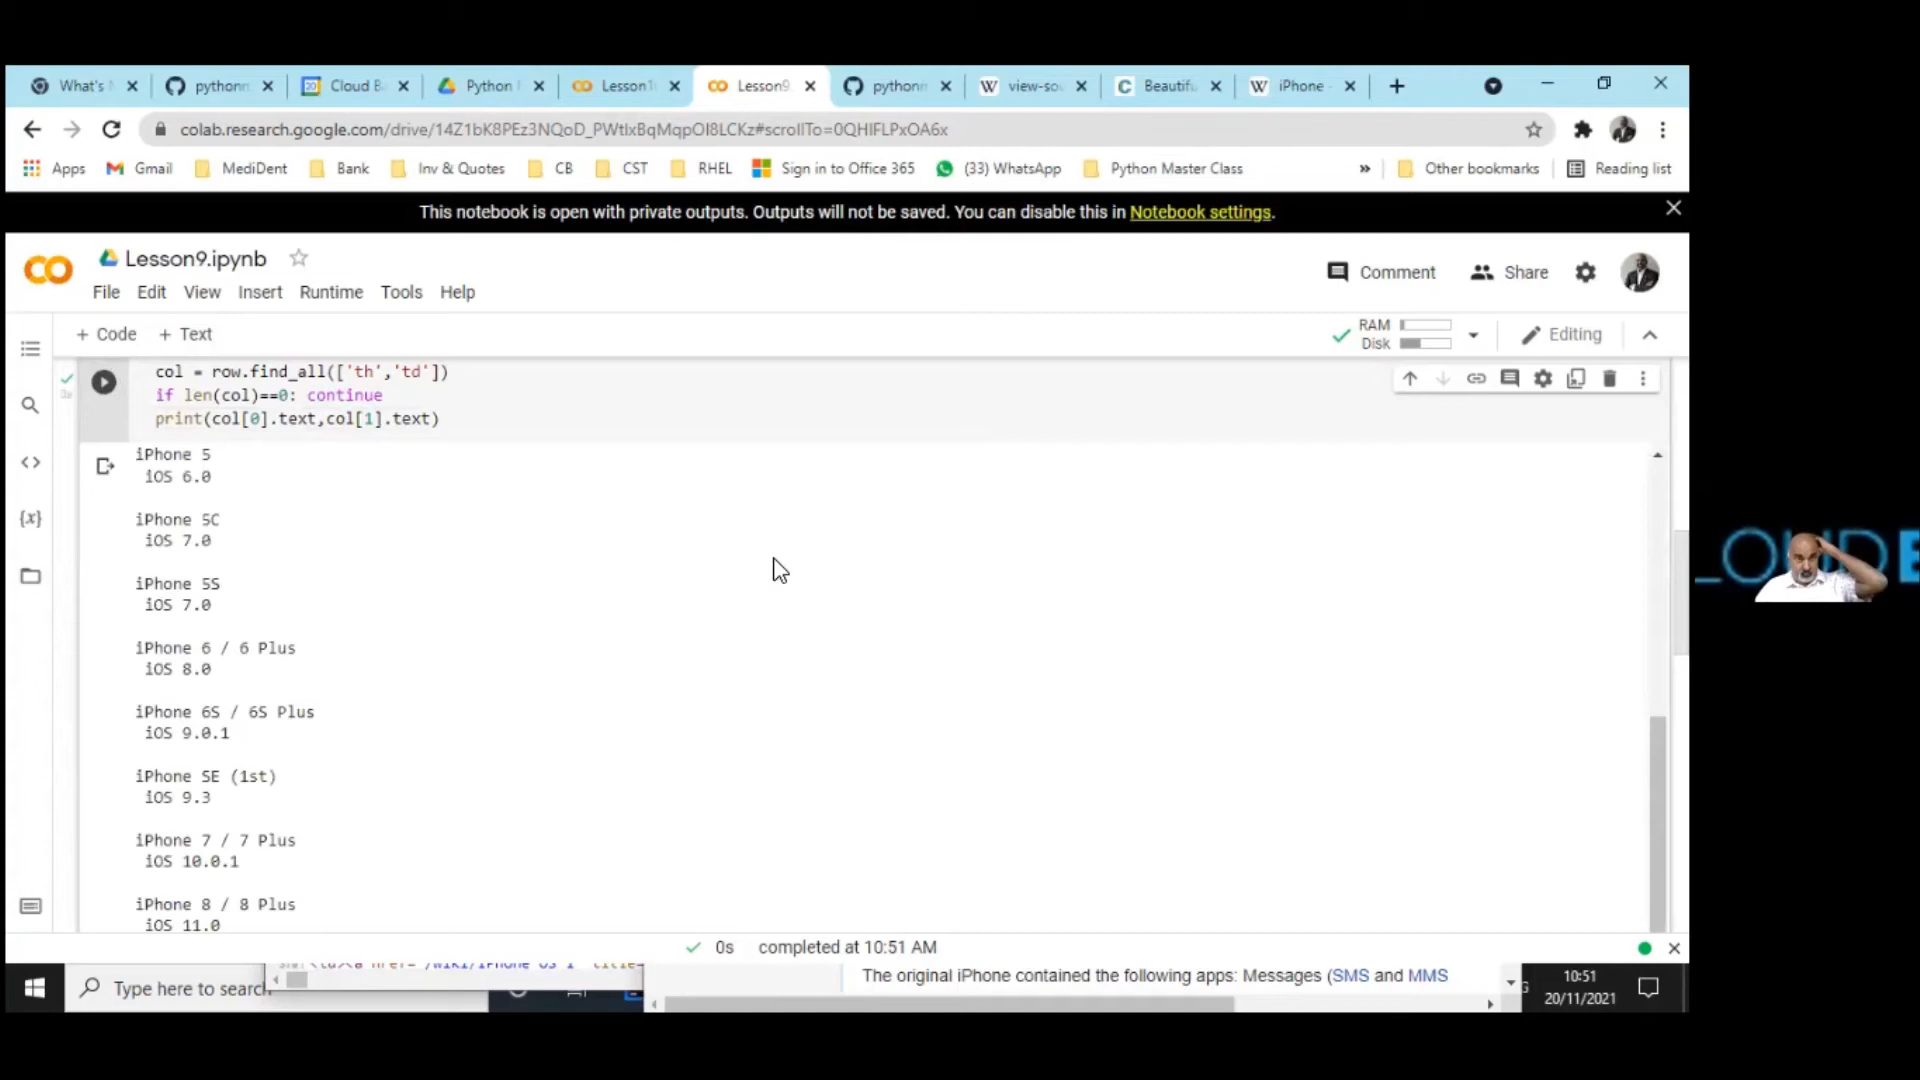 What's
pythonn
Cloud B
Python
Lesson1
Lesson9
pythonn
view-sou
Beautifu
iPhone -
colab.research.google.com/drive/14Z1bK8PEz3NQoD_PWtIxBqMqpOI8LCKz#scrollTo=0QHIFLPxOA6x
Apps
Gmail
MediDent
Bank
Inv & Quotes
CB
CST
RHEL
Sign in to Office 365
(33) WhatsApp
Python Master Class
»
Other bookmarks
Reading list
This notebook is open with private outputs. Outputs will not be saved. You can disable this in Notebook settings.
Lesson9.ipynb
Comment
Share
File Edit View Insert Runtime Tools Help
+ Code + Text
RAM
Disk
Editing
col = row.find_all(['th','td'])
if len(col)==0: continue
print(col[0].text,col[1].text)
iPhone 5
iOS 6.0
iPhone 5C
iOS 7.0
iPhone 5S
iOS 7.0
iPhone 6 / 6 Plus
iOS 8.0
iPhone 6S / 6S Plus
iOS 9.0.1
iPhone SE (1st)
iOS 9.3
iPhone 7 / 7 Plus
iOS 10.0.1
iPhone 8 / 8 Plus
iOS 11.0
0s completed at 10:51 AM
The original iPhone contained the following apps: Messages (SMS and MMS
Type here to search
10:51
20/11/2021
LOUD